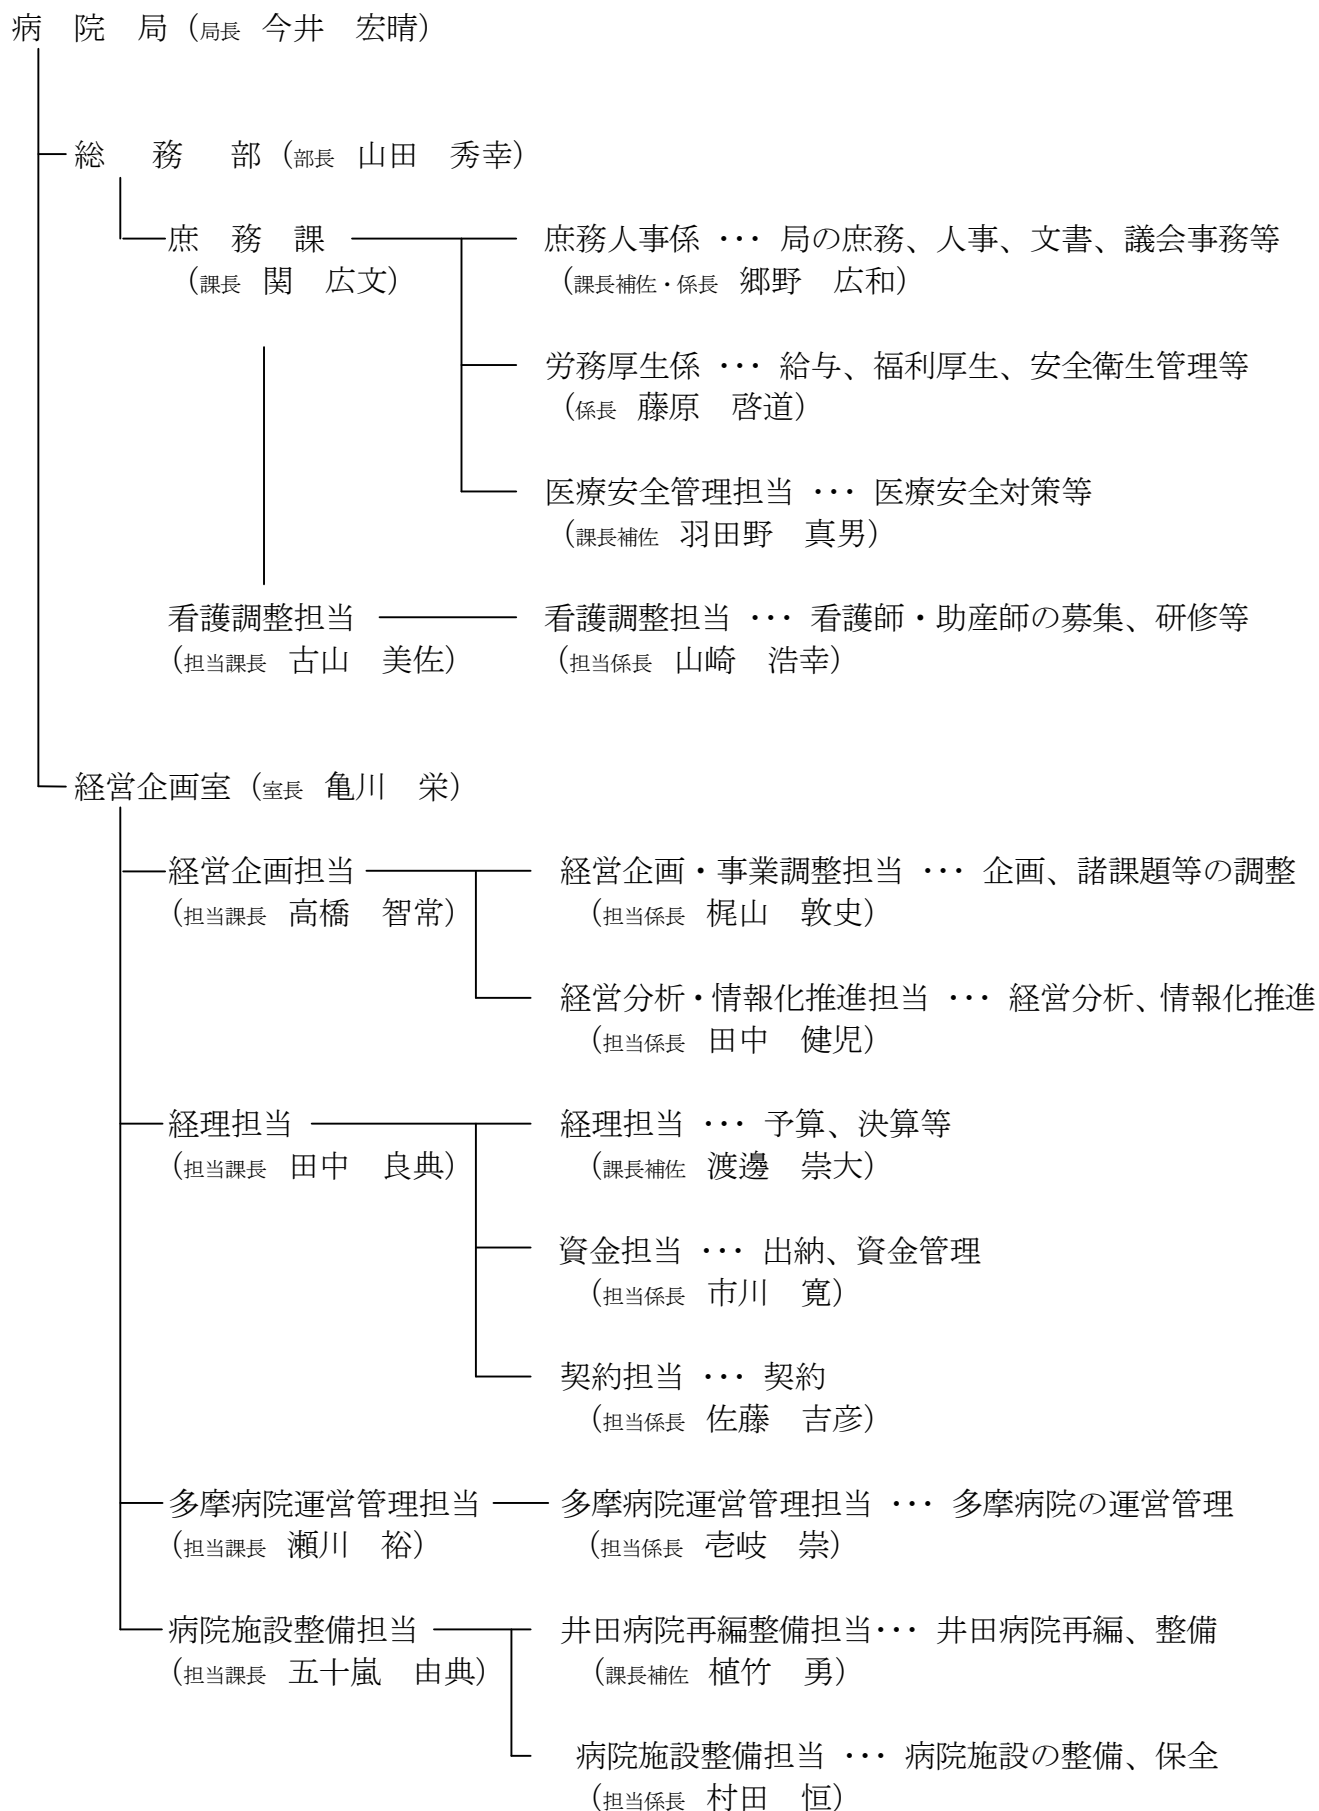 病　院　局（局長 今井　宏晴）
総　務　部（部長 山田　秀幸）
庶　務　課　庶務人事係 ・・・ 局の庶務、人事、文書、議会事務等
（課長 関　広文）　（課長補佐・係長 郷野　広和）
労務厚生係 ・・・ 給与、福利厚生、安全衛生管理等
（係長 藤原　啓道）
医療安全管理担当 ・・・ 医療安全対策等
（課長補佐 羽田野　真男）
看護調整担当　看護調整担当 ・・・ 看護師・助産師の募集、研修等
（担当課長 古山　美佐）　（担当係長 山崎　浩幸）
経営企画室（室長 亀川　栄）
経営企画担当　経営企画・事業調整担当 ・・・ 企画、諸課題等の調整
（担当課長 高橋　智常）　（担当係長 梶山　敦史）
経営分析・情報化推進担当 ・・・ 経営分析、情報化推進
（担当係長 田中　健児）
経理担当　経理担当 ・・・ 予算、決算等
（担当課長 田中　良典）　（課長補佐 渡邊　崇大）
資金担当 ・・・ 出納、資金管理
（担当係長 市川　寛）
契約担当 ・・・ 契約
（担当係長 佐藤　吉彦）
多摩病院運営管理担当　多摩病院運営管理担当 ・・・ 多摩病院の運営管理
（担当課長 瀬川　裕）　（担当係長 壱岐　崇）
病院施設整備担当　井田病院再編整備担当・・・ 井田病院再編、整備
（担当課長 五十嵐　由典）　（課長補佐 植竹　勇）
病院施設整備担当 ・・・ 病院施設の整備、保全
（担当係長 村田　恒）